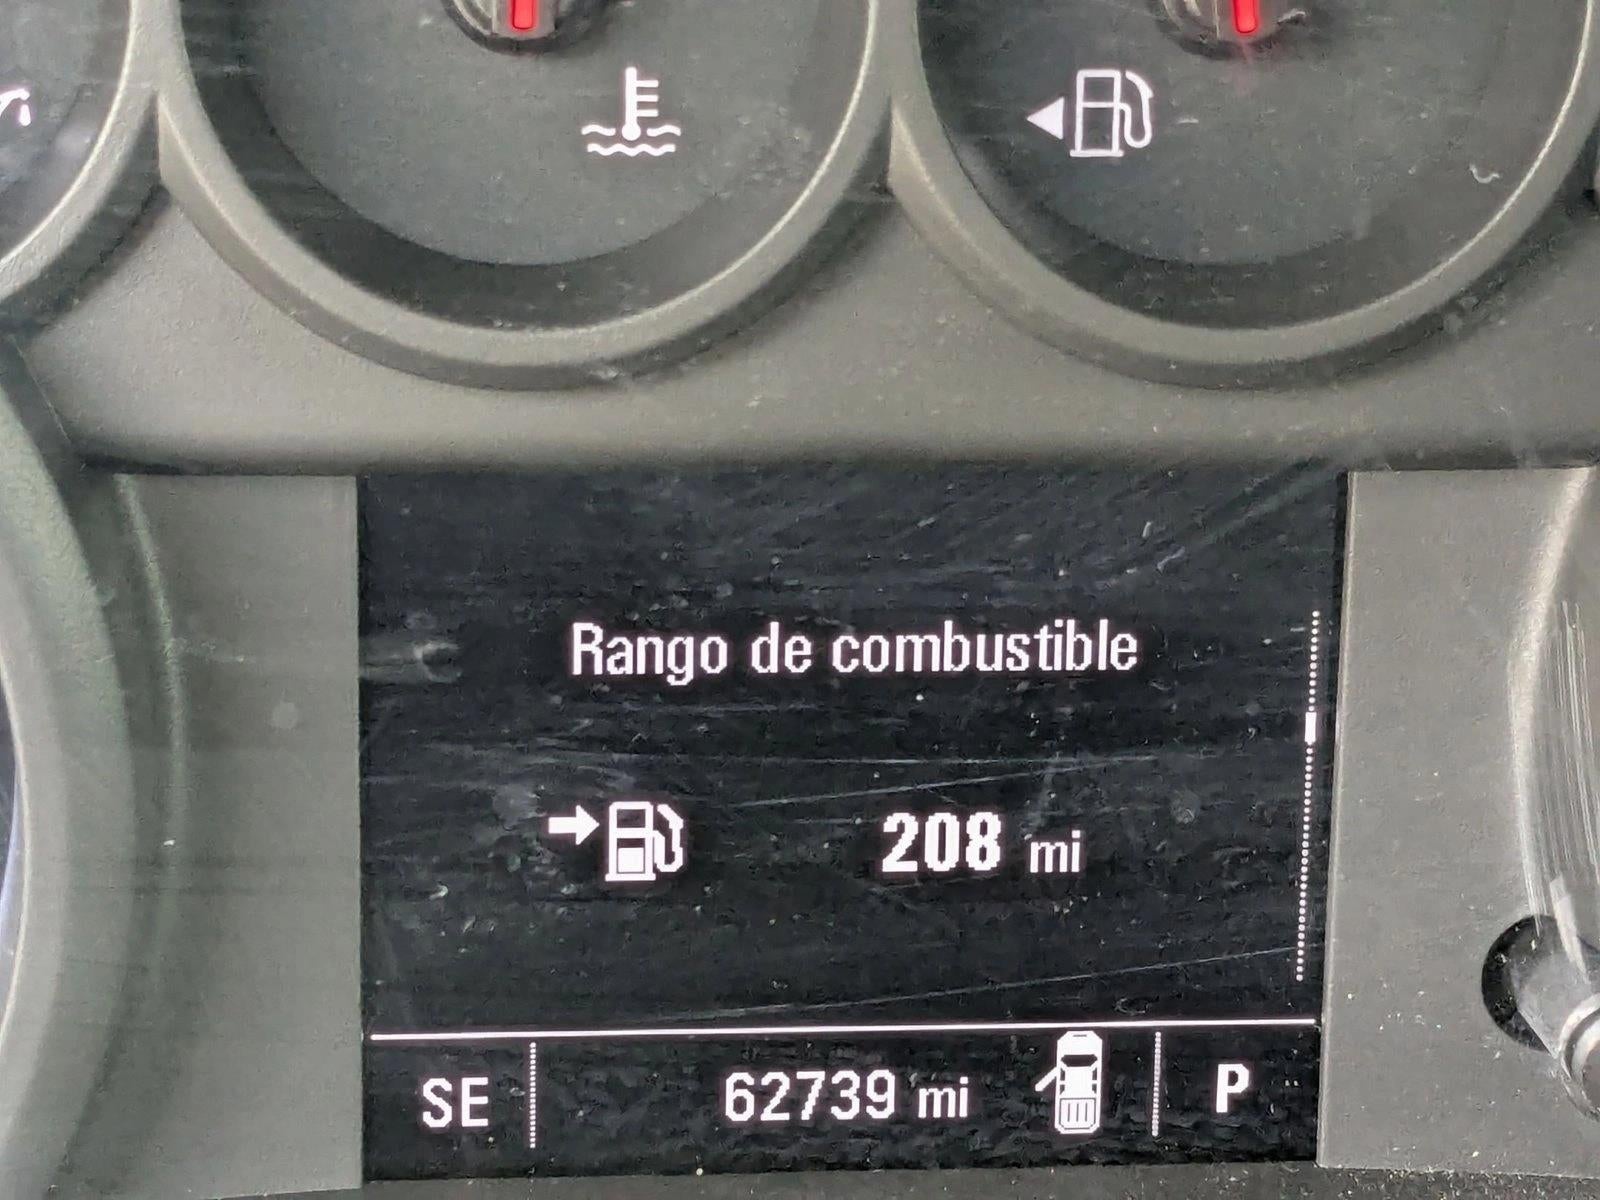 Rango de combustible
208 mi
SE 62739 mi P